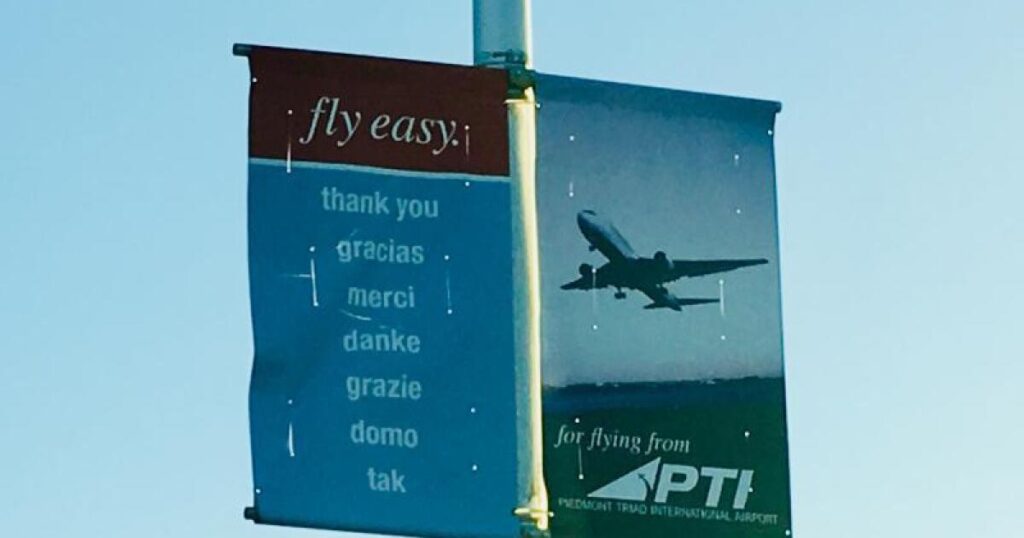 fly easy.
thank you
gracias
merci
danke
grazie
domo
tak
for flying from
PTI
PIEDMONT TRIAD INTERNATIONAL AIRPORT